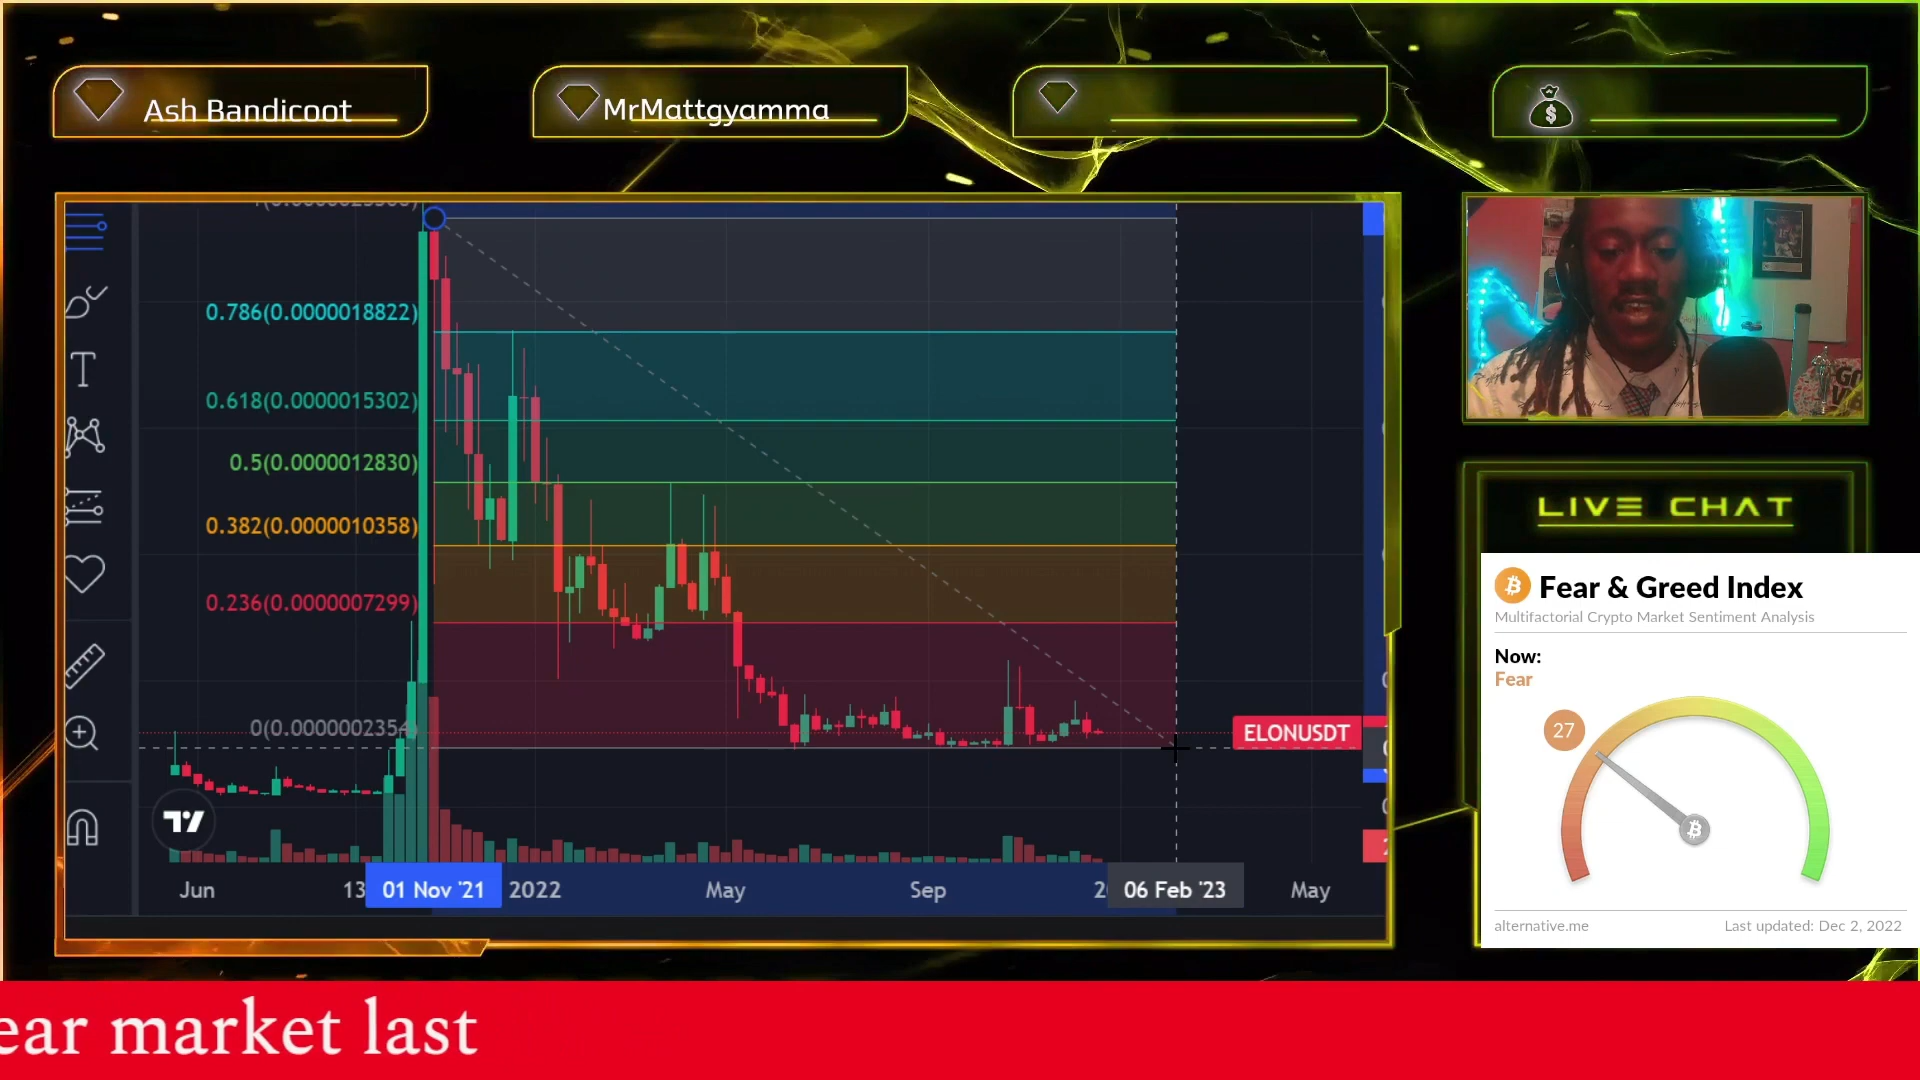 Ash Bandicoot
MrMattgyamma
0.786(0.0000018822)
0.618(0.0000015302)
0.5(0.0000012830)
0.382(0.0000010358)
0.236(0.0000007299)
0(0.0000002354)
ELONUSDT
Jun
13
01 Nov '21
2022
May
Sep
06 Feb '23
May
LIVE CHAT
Fear & Greed Index
Multifactorial Crypto Market Sentiment Analysis
Now:
Fear
27
alternative.me
Last updated: Dec 2, 2022
ear market last